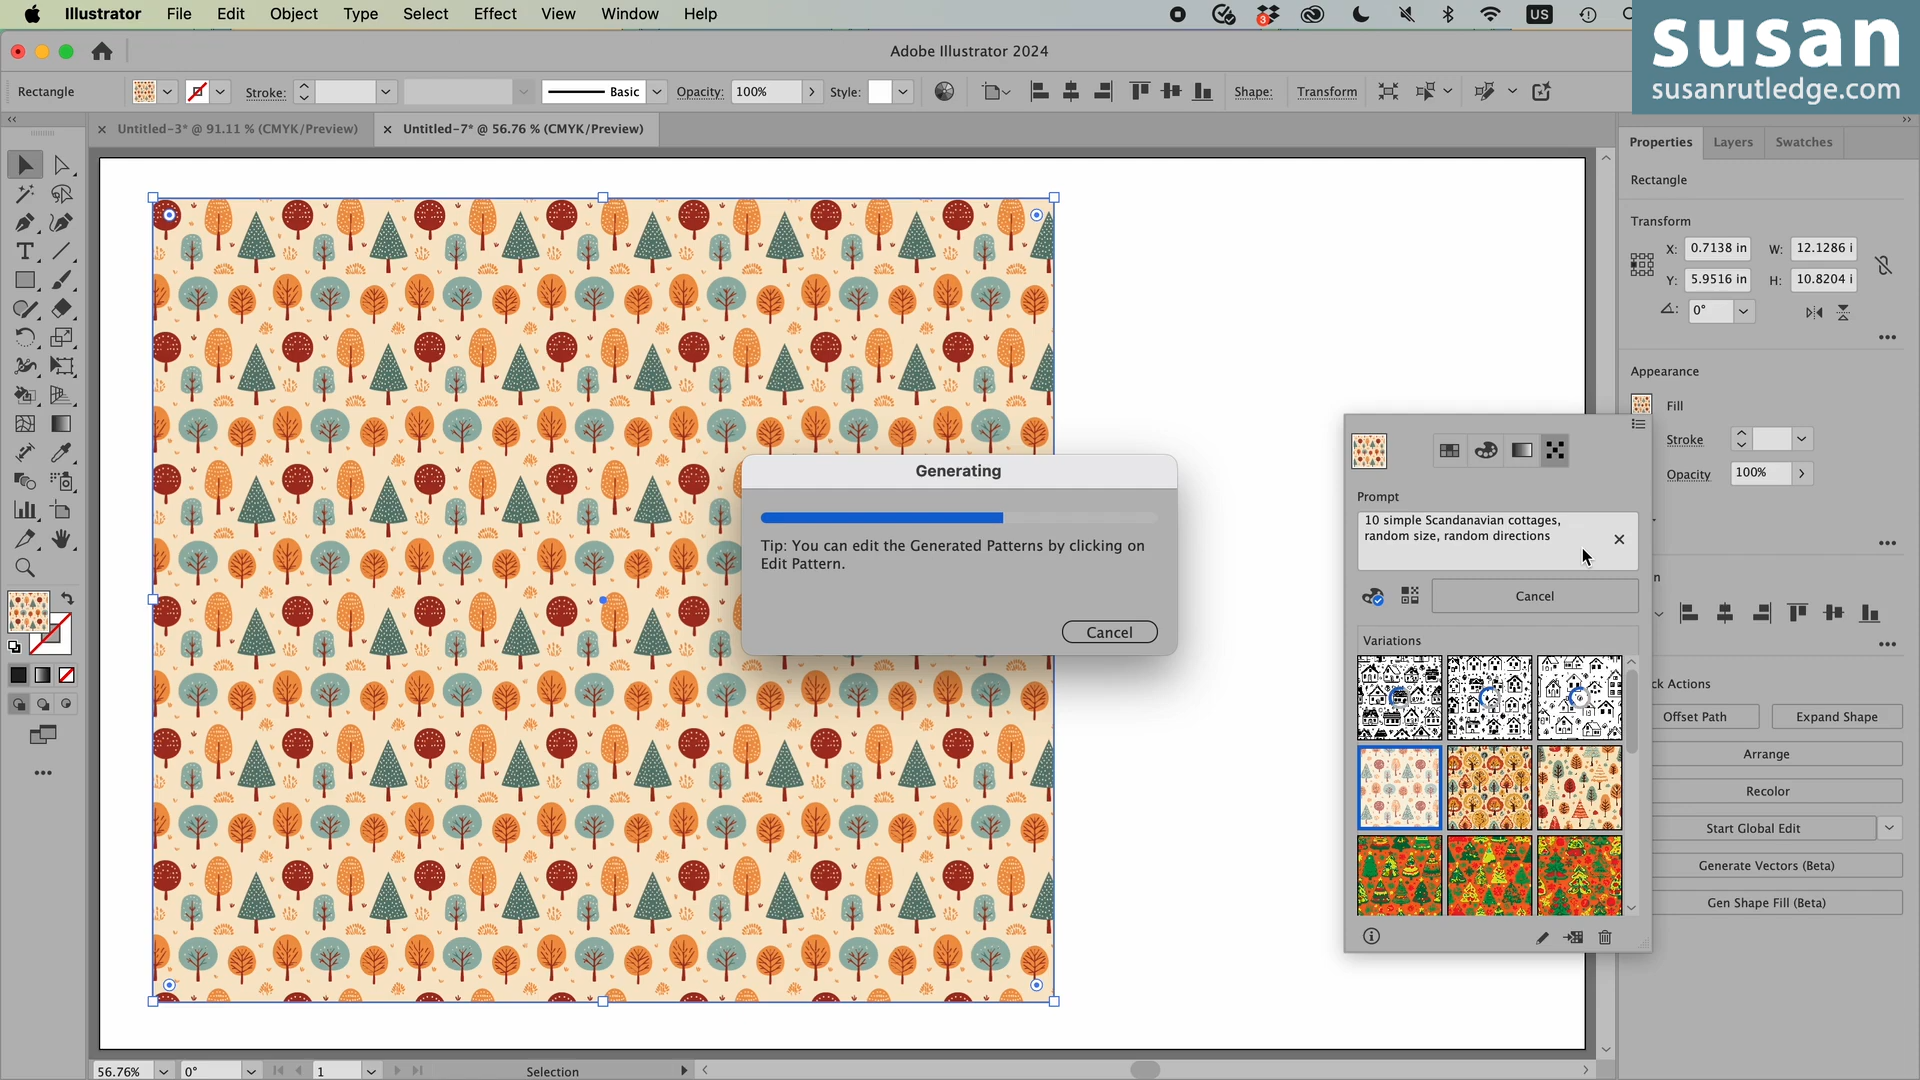 Illustrator File Edit Object Type Select Effect View Window Help
3
US
susan
susanrutledge.com
Adobe Illustrator 2024
Rectangle
Stroke:
Basic
Opacity: 100%
Style:
Shape:
Transform
Untitled-3* @ 91.11 % (CMYK/Preview)
Untitled-7* @ 56.76 % (CMYK/Preview)
Properties Layers Swatches
Rectangle
Transform
X: 0.7138 in W: 12.1286 i
Y: 5.9516 in H: 10.8204 i
0°
Appearance
Fill
Stroke
Opacity 100%
Generating
Tip: You can edit the Generated Patterns by clicking on
Edit Pattern.
Cancel
Prompt
10 simple Scandanavian cottages,
random size, random directions
Cancel
Variations
n
ck Actions
Offset Path Expand Shape
Arrange
Recolor
Start Global Edit
Generate Vectors (Beta)
Gen Shape Fill (Beta)
56.76% 0° 1 Selection